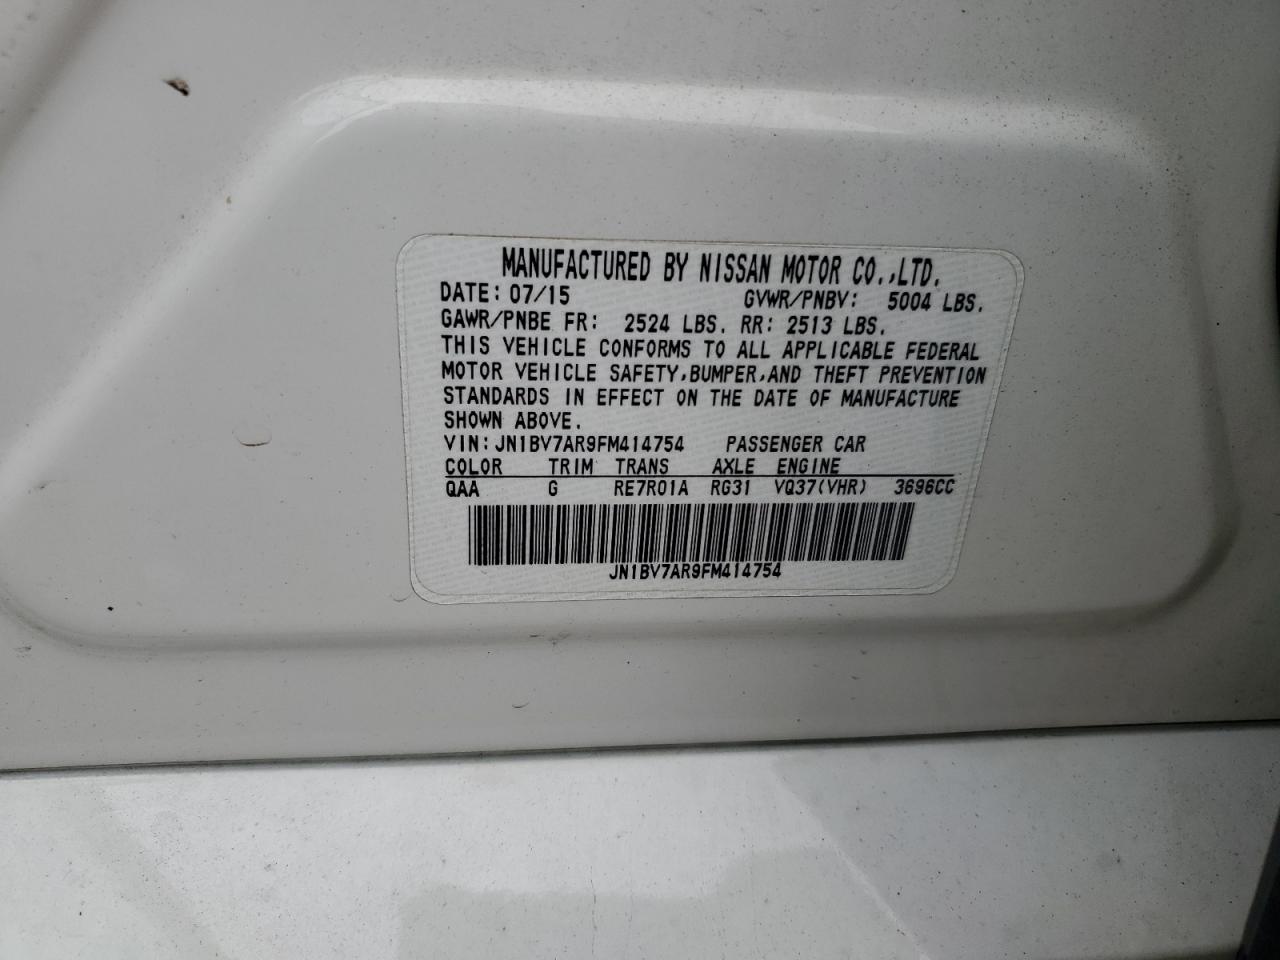 MANUFACTURED BY NISSAN MOTOR CO.,LTD.
DATE: 07/15 GVWR/PNBV: 5004 LBS.
GAWR/PNBE FR: 2524 LBS. RR: 2513 LBS.
THIS VEHICLE CONFORMS TO ALL APPLICABLE FEDERAL
MOTOR VEHICLE SAFETY,BUMPER,AND THEFT PREVENTION
STANDARDS IN EFFECT ON THE DATE OF MANUFACTURE
SHOWN ABOVE.
VIN: JN1BV7AR9FM414754 PASSENGER CAR
COLOR TRIM TRANS AXLE ENGINE
QAA G RE7R01A RG31 VQ37(VHR) 3696CC
JN1BV7AR9FM414754